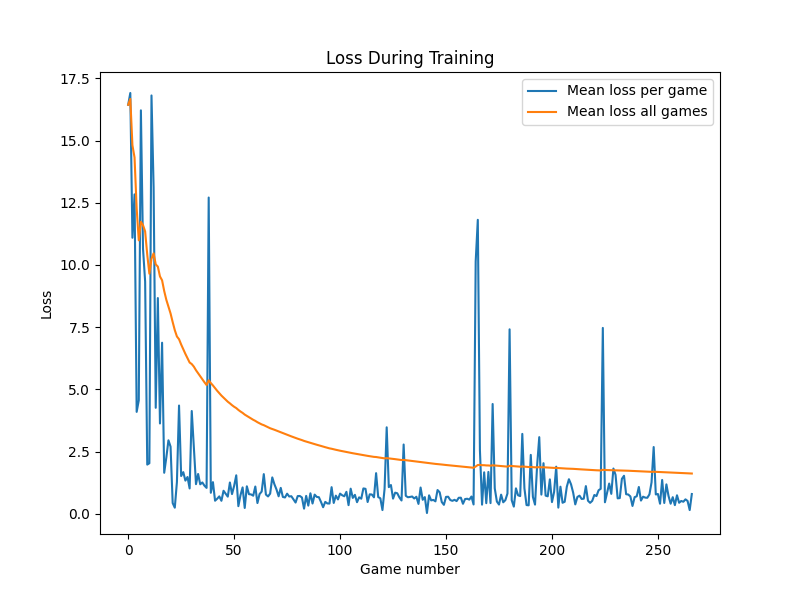 Loss During Training
Mean loss per game
Mean loss all games
17.5
15.0
12.5
10.0
7.5
5.0
2.5
0.0
Loss
0
50
100
150
200
250
Game number